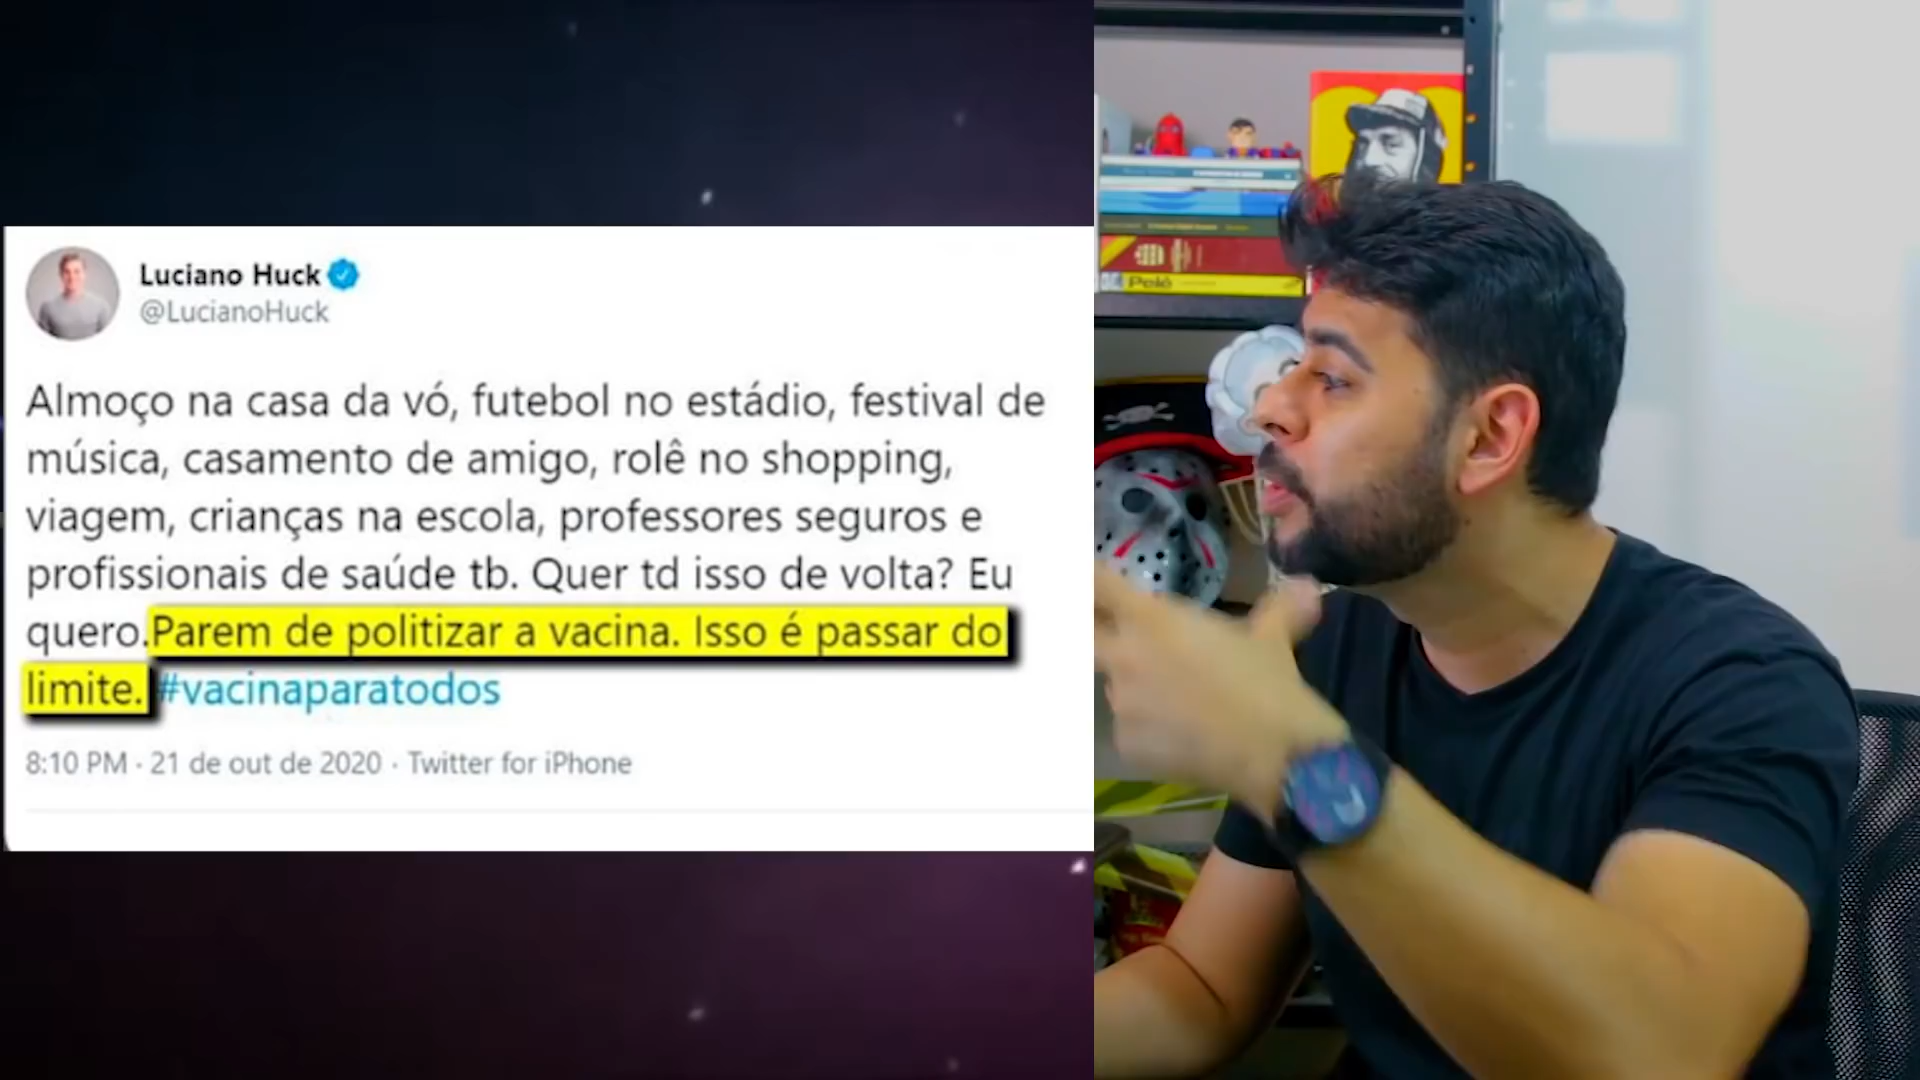 Luciano Huck
@LucianoHuck
Almoço na casa da vó, futebol no estádio, festival de
música, casamento de amigo, rolê no shopping,
viagem, crianças na escola, professores seguros e
profissionais de saúde tb. Quer td isso de volta? Eu
quero.Parem de politizar a vacina. Isso é passar do
limite. #vacinaparatodos
8:10 PM · 21 de out de 2020 · Twitter for iPhone
Pelé